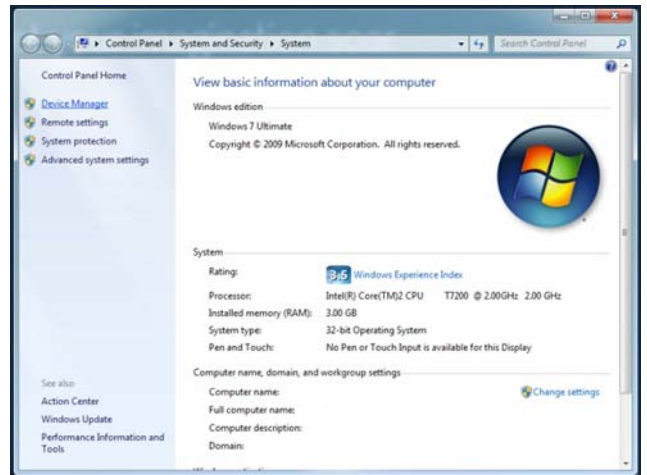 Control Panel ▸ System and Security ▸ System
Search Control Panel
Control Panel Home
Device Manager
Remote settings
System protection
Advanced system settings
See also
Action Center
Windows Update
Performance Information and
Tools
View basic information about your computer
Windows edition
Windows 7 Ultimate
Copyright © 2009 Microsoft Corporation. All rights reserved.
System
Rating: 3,5 Windows Experience Index
Processor: Intel(R) Core(TM)2 CPU T7200 @ 2.00GHz 2.00 GHz
Installed memory (RAM): 3.00 GB
System type: 32-bit Operating System
Pen and Touch: No Pen or Touch Input is available for this Display
Computer name, domain, and workgroup settings
Computer name: Change settings
Full computer name:
Computer description:
Domain: